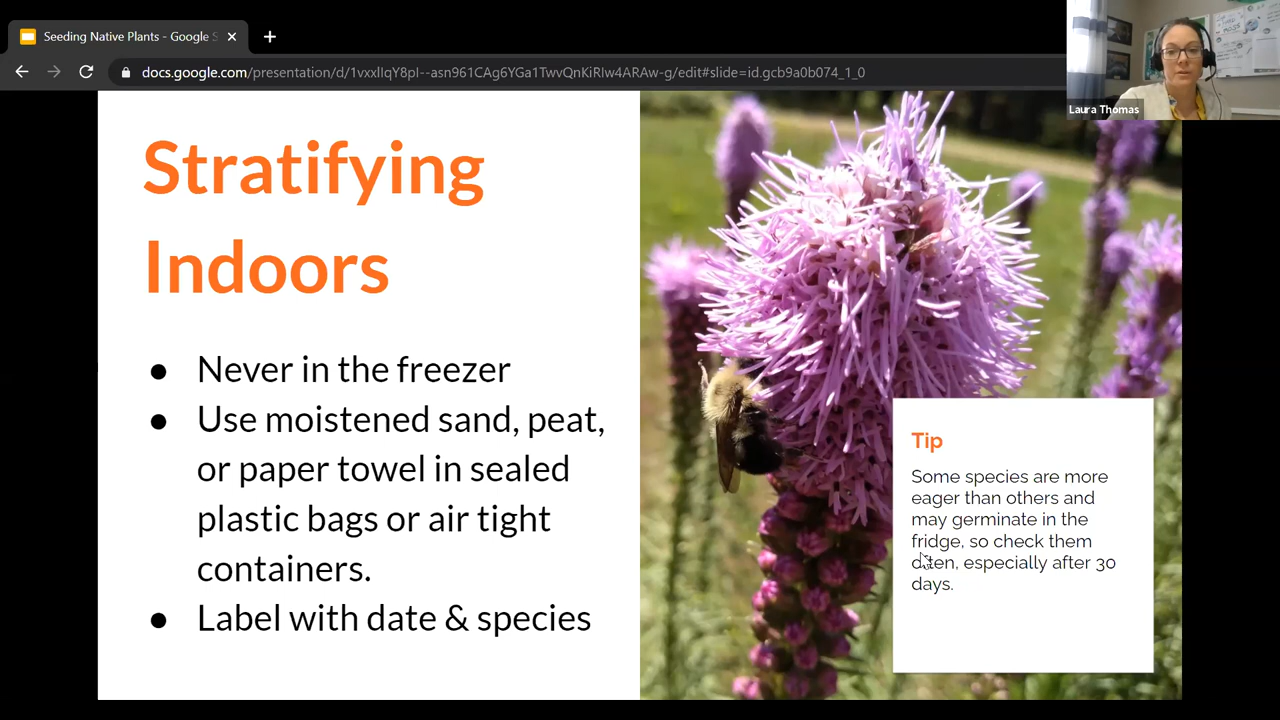 Seeding Native Plants - Google S
docs.google.com/presentation/d/1vxxlIqY8pI--asn961CAg6YGa1TwvQnKiRIw4ARAw-g/edit#slide=id.gcb9a0b074_1_0
Laura Thomas
Stratifying
Indoors
● Never in the freezer
● Use moistened sand, peat,
or paper towel in sealed
plastic bags or air tight
containers.
● Label with date & species
Tip
Some species are more
eager than others and
may germinate in the
fridge, so check them
often, especially after 30
days.